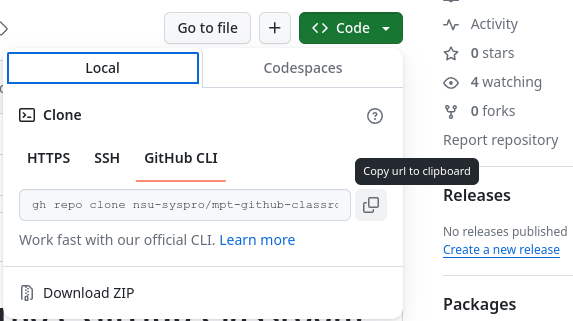 Go to file
Code
Local
Codespaces
Clone
HTTPS
SSH
GitHub CLI
Copy url to clipboard
gh repo clone nsu-syspro/mpt-github-classro
Work fast with our official CLI. Learn more
Download ZIP
Activity
0 stars
4 watching
0 forks
Report repository
Releases
No releases published
Create a new release
Packages